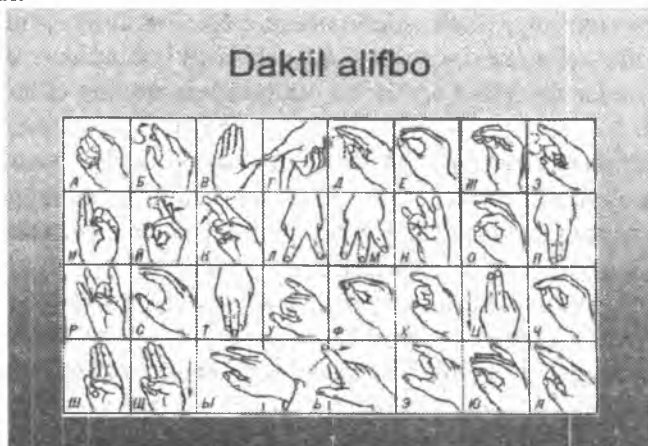 Daktil alifbo
А Б В Г Д Е Ж З
И Й К Л М Н О П
Р С Т У Ф Х Ц Ч
Ш Щ Ы Ь Э Ю Я